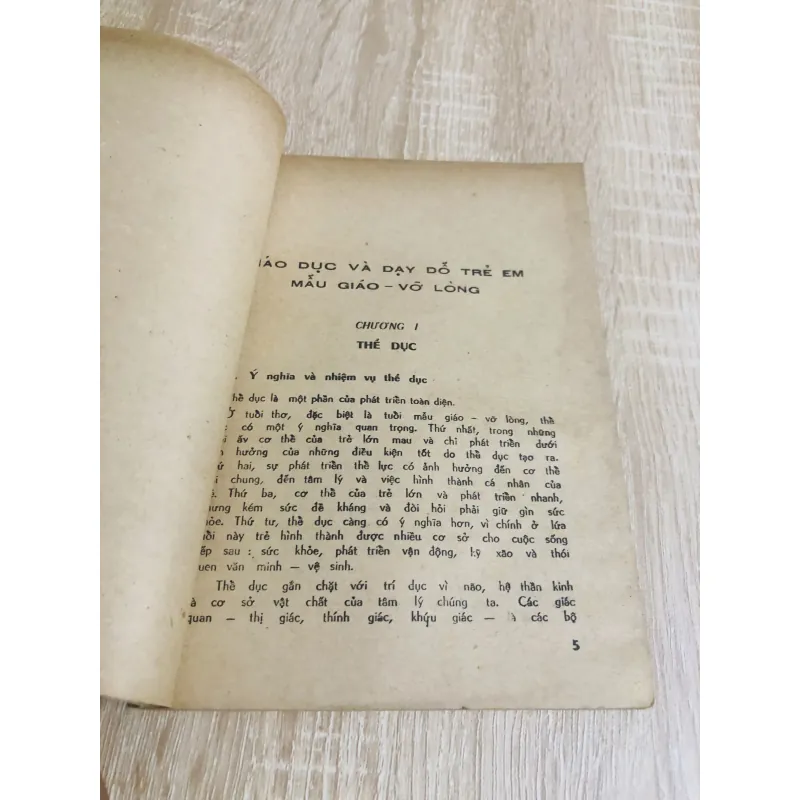 IÁO DỤC VÀ DẠY DỖ TRẺ EM
MẪU GIÁO – VỠ LÒNG
CHƯƠNG I
THỂ DỤC
. Ý nghĩa và nhiệm vụ thể dục
hể dục là một phần của phát triển toàn diện.
Ở tuổi thơ, đặc biệt là tuổi mẫu giáo – vỡ lòng, thể
: có một ý nghĩa quan trọng. Thứ nhất, trong những
i ấy cơ thể của trẻ lớn mau và chỉ phát triển dưới
h hưởng của những điều kiện tốt do thể dục tạo ra.
ứ hai, sự phát triển thể lực có ảnh hưởng đến cơ thể
i chung, đến tâm lý và việc hình thành cá nhân của
ẻ. Thứ ba, cơ thể của trẻ lớn và phát triển nhanh,
hưng kém sức đề kháng và đòi hỏi phải giữ gìn sức
hỏe. Thứ tư, thể dục càng có ý nghĩa hơn, vì chính ở lứa
uổi này trẻ hình thành được nhiều cơ sở cho cuộc sống
iếp sau : sức khỏe, phát triển vận động, kỹ xảo và thói
uen văn minh – vệ sinh.
Thể dục gắn chặt với trí dục vì não, hệ thần kinh
à cơ sở vật chất của tâm lý chúng ta. Các giác
quan – thị giác, thính giác, khứu giác – là các bộ
5